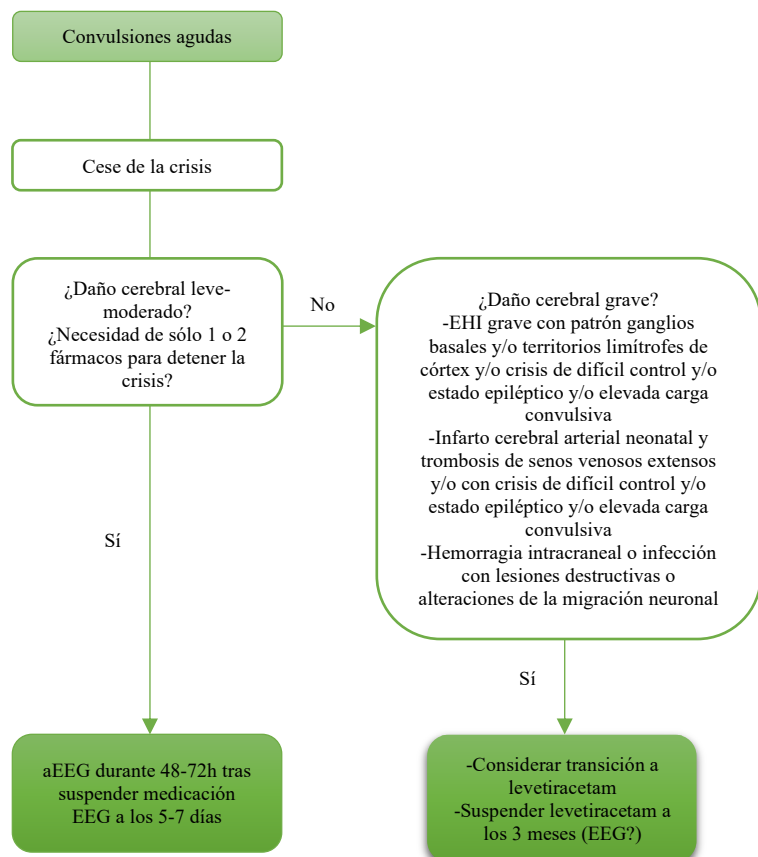 Convulsiones agudas
Cese de la crisis
¿Daño cerebral leve-
moderado?
¿Necesidad de sólo 1 o 2
fármacos para detener la
crisis?
No
¿Daño cerebral grave?
-EHI grave con patrón ganglios
basales y/o territorios limítrofes de
córtex y/o crisis de difícil control y/o
estado epiléptico y/o elevada carga
convulsiva
-Infarto cerebral arterial neonatal y
trombosis de senos venosos extensos
y/o con crisis de difícil control y/o
estado epiléptico y/o elevada carga
convulsiva
-Hemorragia intracraneal o infección
con lesiones destructivas o
alteraciones de la migración neuronal
Sí
Sí
aEEG durante 48-72h tras
suspender medicación
EEG a los 5-7 días
-Considerar transición a
levetiracetam
-Suspender levetiracetam a
los 3 meses (EEG?)